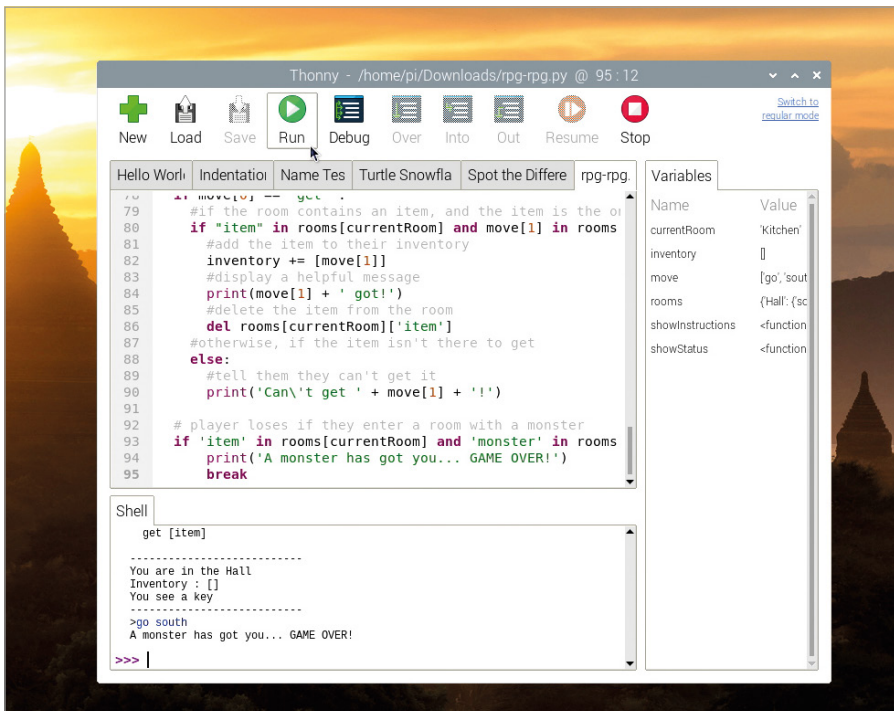 Thonny - /home/pi/Downloads/rpg-rpg.py @ 95 : 12
New Load Save Run Debug Over Into Out Resume Stop
Switch to
regular mode
Hello Worl Indentatio Name Tes Turtle Snowfla Spot the Differe rpg-rpg.
78 if move[0] == 'get' :
79 #if the room contains an item, and the item is the
80 if "item" in rooms[currentRoom] and move[1] in rooms
81 #add the item to their inventory
82 inventory += [move[1]]
83 #display a helpful message
84 print(move[1] + ' got!')
85 #delete the item from the room
86 del rooms[currentRoom]['item']
87 #otherwise, if the item isn't there to get
88 else:
89 #tell them they can't get it
90 print('Can\'t get ' + move[1] + '!')
91
92 # player loses if they enter a room with a monster
93 if 'item' in rooms[currentRoom] and 'monster' in rooms
94 print('A monster has got you... GAME OVER!')
95 break
Variables
Name Value
currentRoom 'Kitchen'
inventory []
move ['go', 'sout
rooms {'Hall': {'sc
showInstructions <function
showStatus <function
Shell
get [item]
---------------------------
You are in the Hall
Inventory : []
You see a key
---------------------------
>go south
A monster has got you... GAME OVER!
>>>